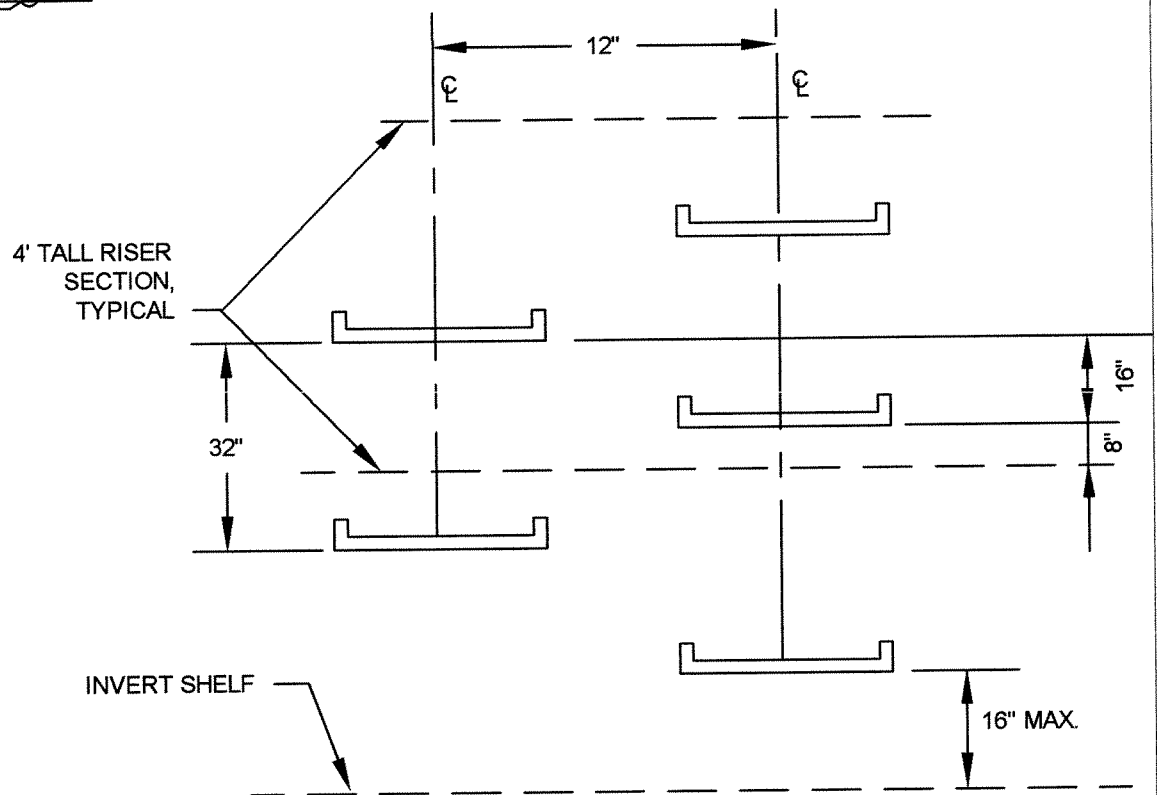 12"
℄ ℄
4' TALL RISER
SECTION,
TYPICAL
16"
32"
8"
INVERT SHELF
16" MAX.